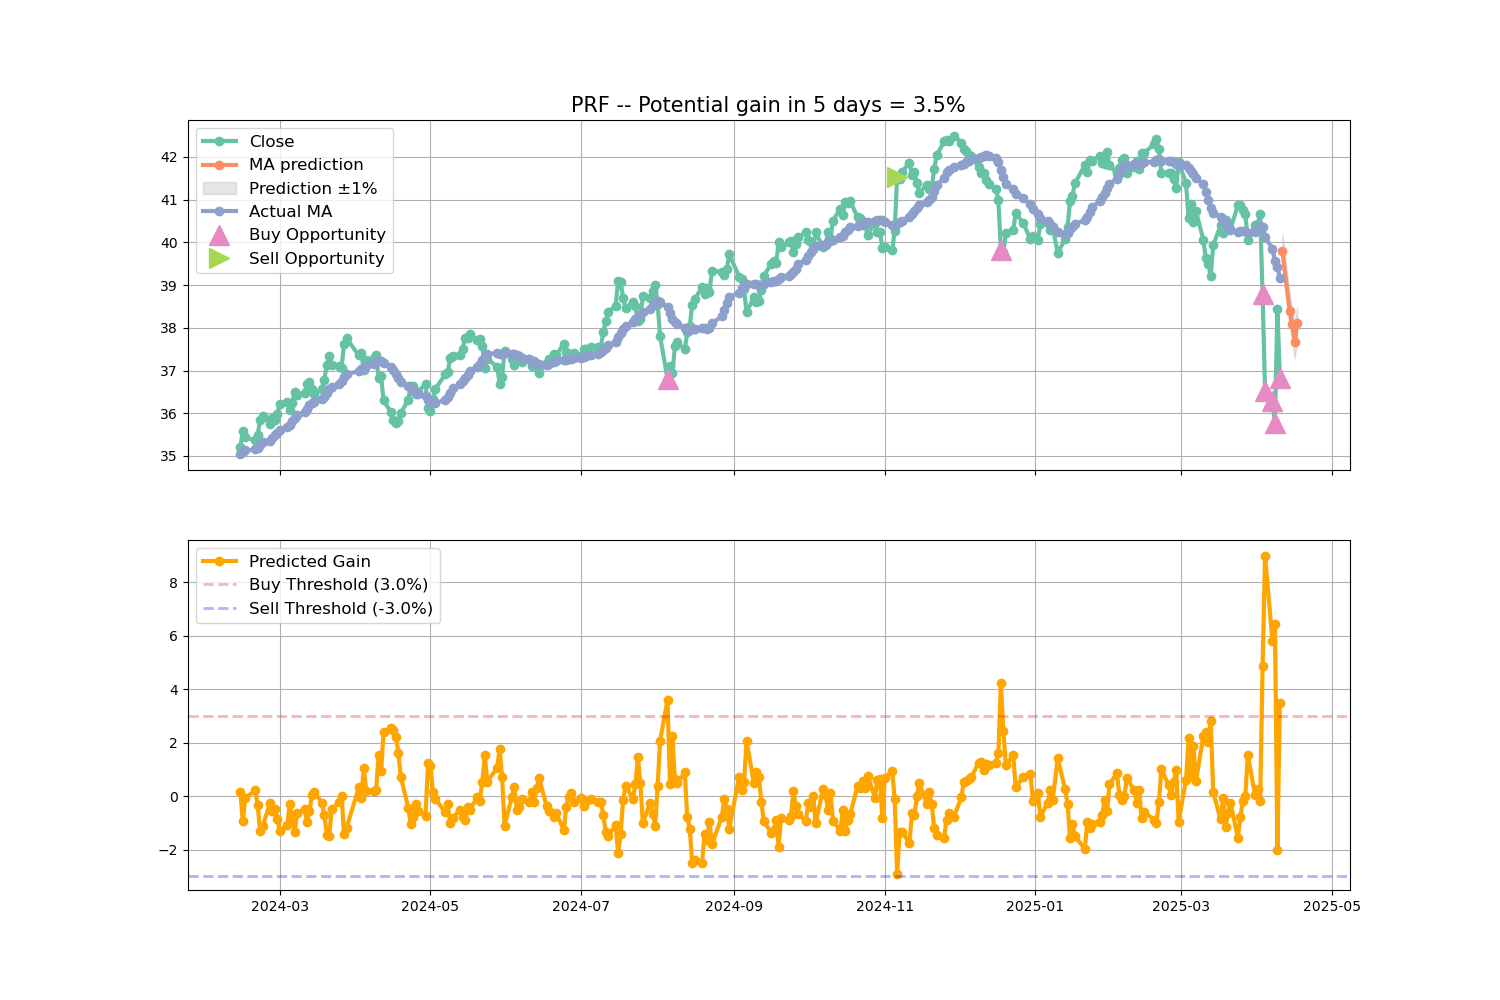 PRF -- Potential gain in 5 days = 3.5%
Close
MA prediction
Prediction ±1%
Actual MA
Buy Opportunity
Sell Opportunity
42
41
40
39
38
37
36
35
Predicted Gain
Buy Threshold (3.0%)
Sell Threshold (-3.0%)
8
6
4
2
0
−2
2024-03 2024-05 2024-07 2024-09 2024-11 2025-01 2025-03 2025-05